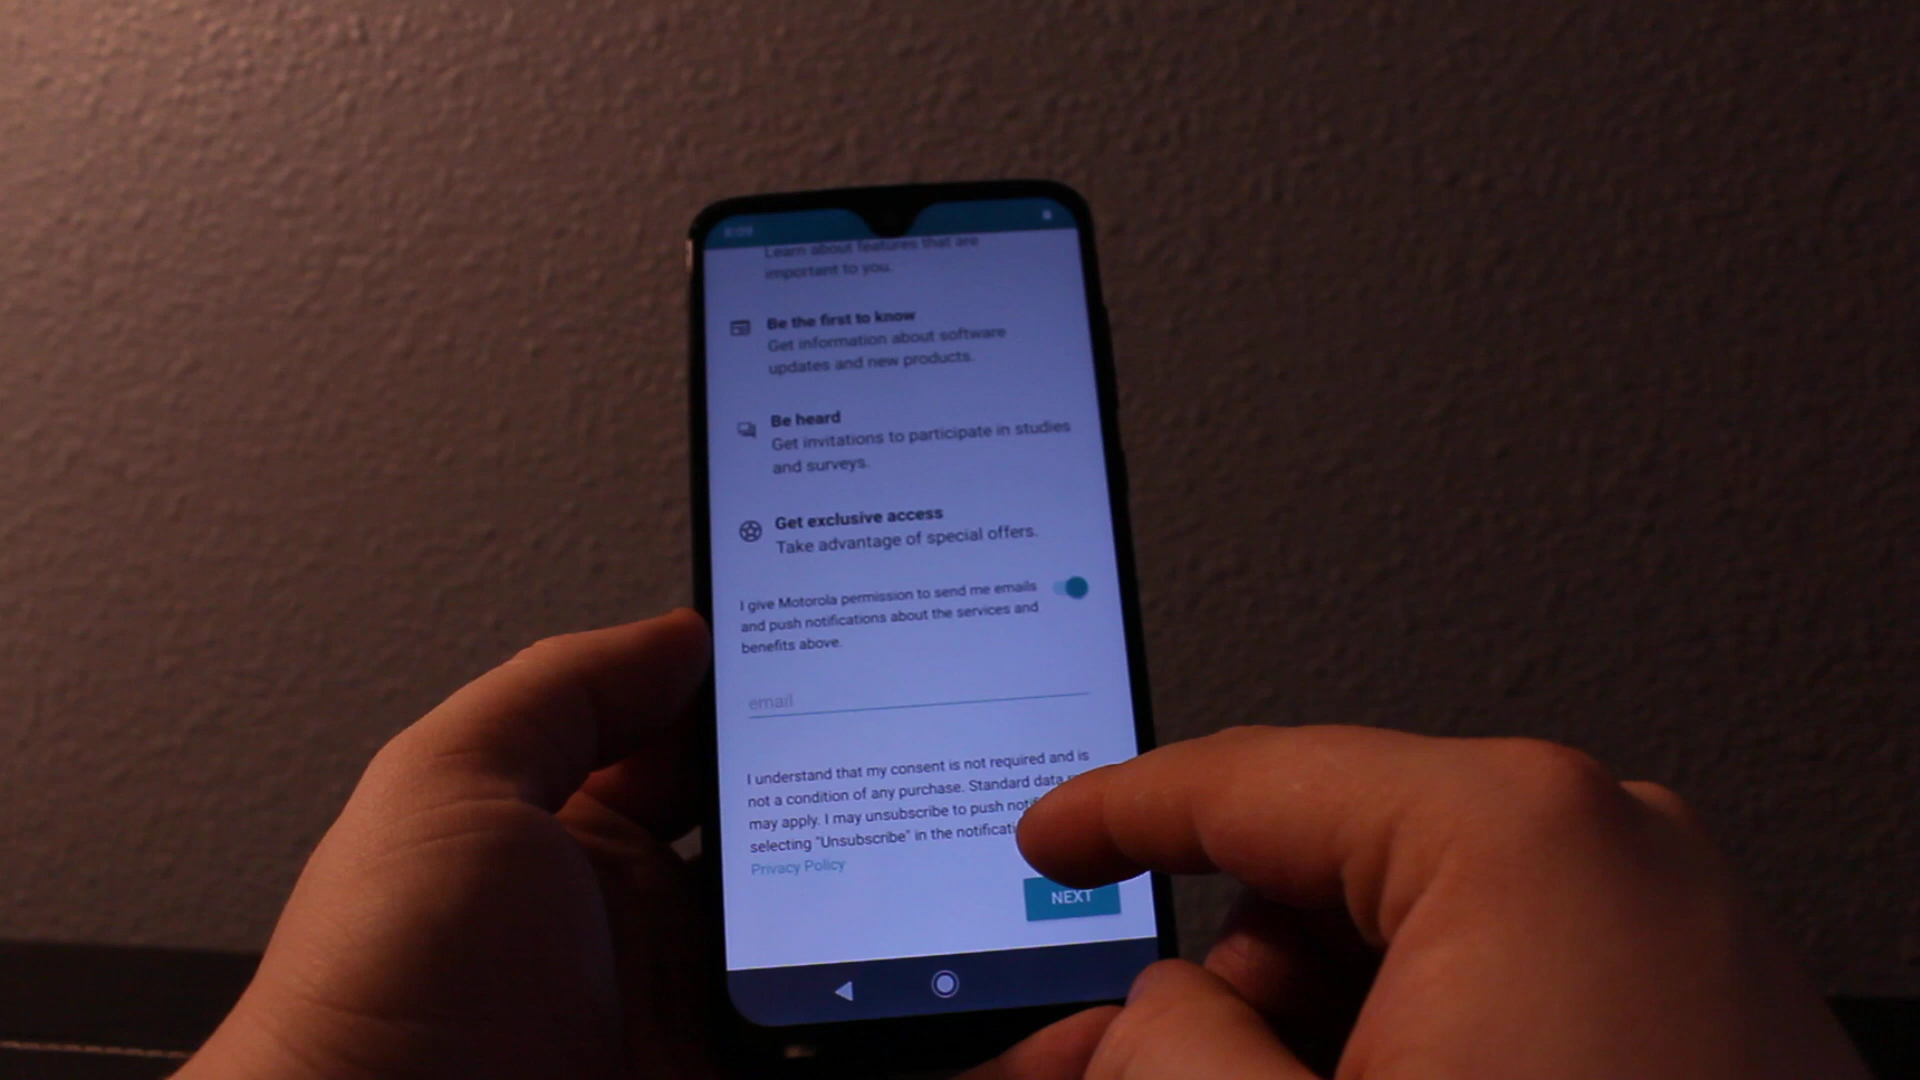 Learn about features that are
important to you.
Be the first to know
Get information about software
updates and new products.
Be heard
Get invitations to participate in studies
and surveys.
Get exclusive access
Take advantage of special offers.
I give Motorola permission to send me emails
and push notifications about the services and
benefits above.
email
I understand that my consent is not required and is
not a condition of any purchase. Standard data
may apply. I may unsubscribe to push
selecting "Unsubscribe" in the
Privacy Policy
NEXT